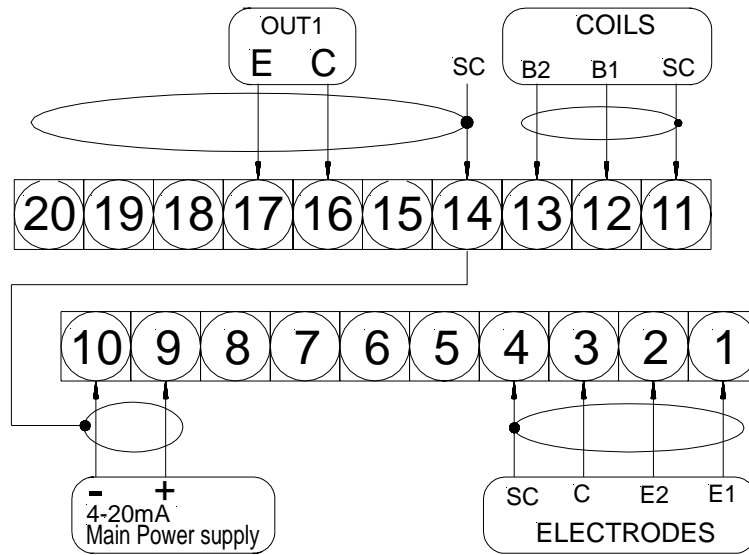 OUT1
E C
SC
COILS
B2 B1 SC
20 19 18 17 16 15 14 13 12 11
10 9 8 7 6 5 4 3 2 1
- +
4-20mA
Main Power supply
SC C E2 E1
ELECTRODES